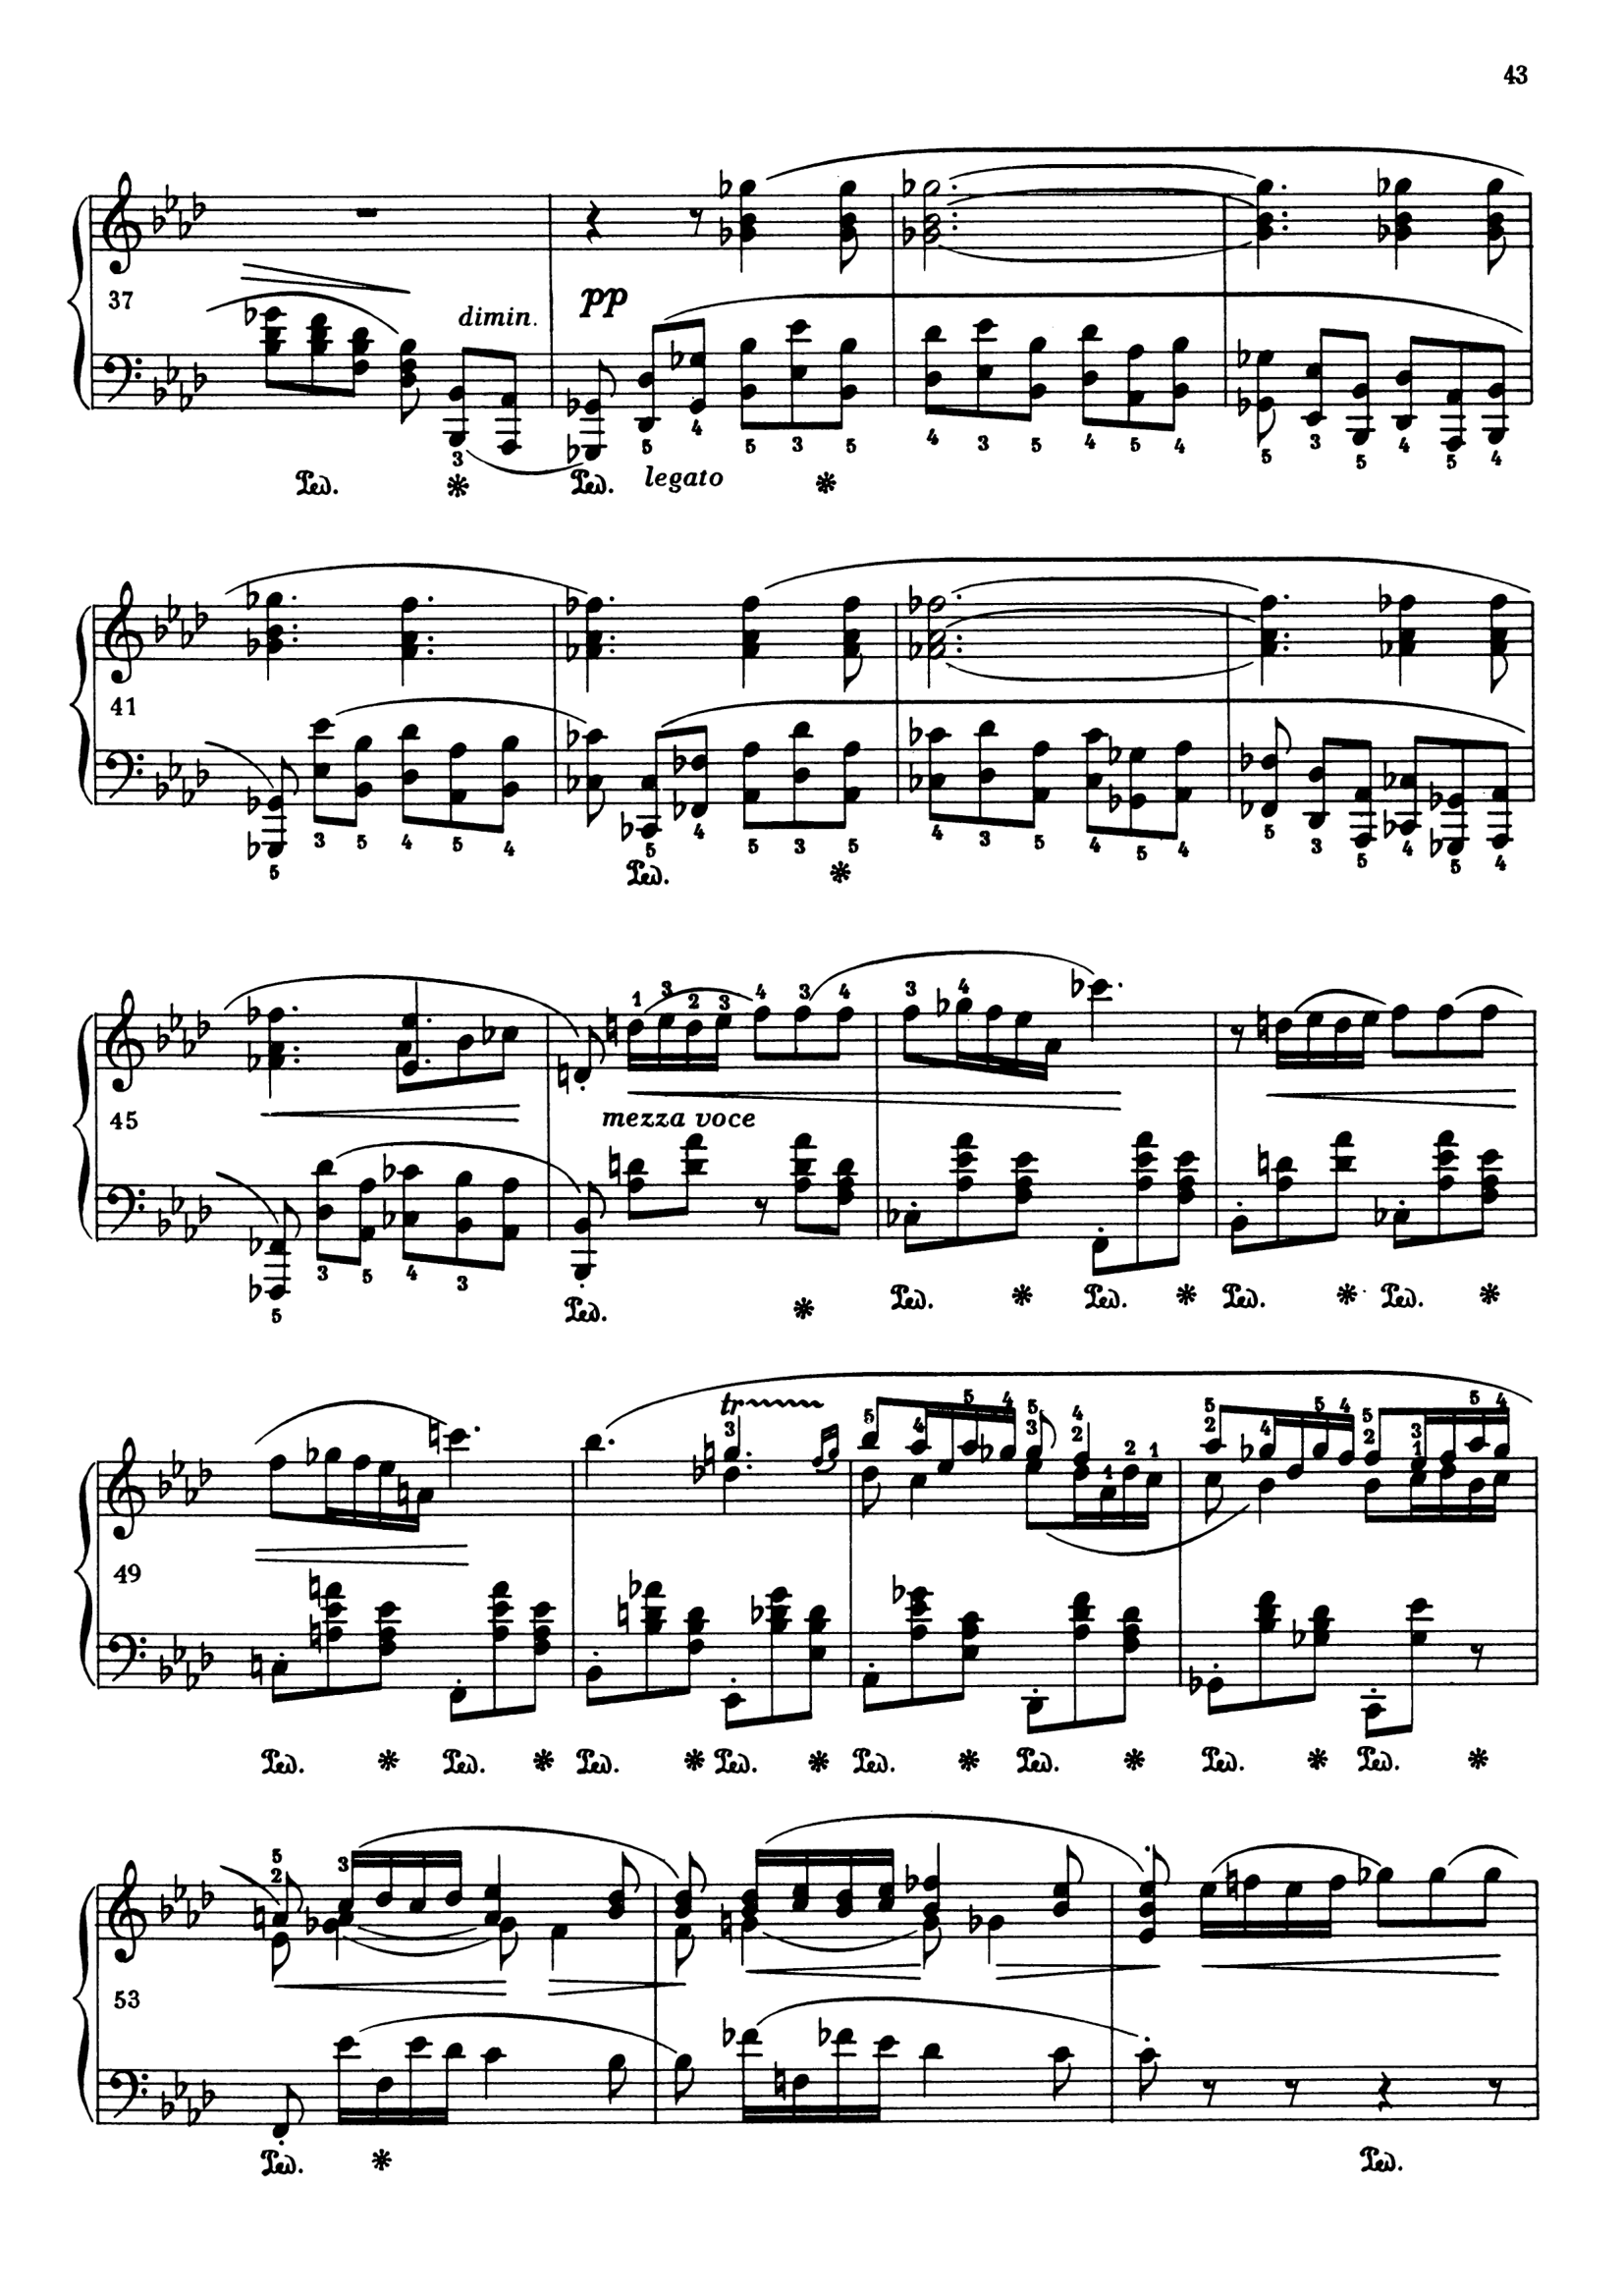 43
37
dimin.
pp
3 5 4 5 3 5 4 3 5 4 5 4 5 3 5 4 5 4
Ped. * Ped. legato *
41
5 3 5 4 5 4 5 4 5 3 5 4 3 5 4 5 4 5 3 5 4 5 4
Ped. *
1 3 2 3 4 3 4 3 4
45
mezza voce
5 3 5 4 3
Ped. * Ped. * Ped. * Ped. * Ped. *
tr
3 5 4 5 4 5 3 4 2 1 2 1 5 2 4 5 4 5 2 3 1 5 4
49
Ped. * Ped. * Ped. * Ped. * Ped. * Ped. * Ped. * Ped. *
5 2 3
53
Ped. * Ped.